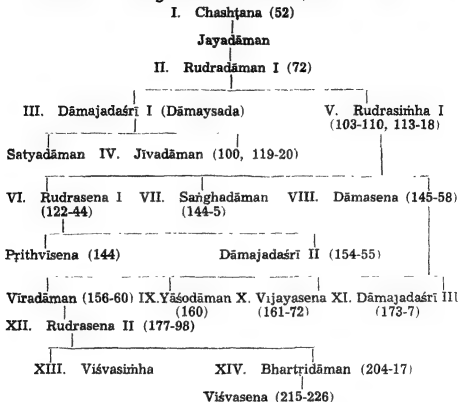 I. Chashṭana (52)
Jayadāman
II. Rudradāman I (72)
III. Dāmajadaśrī I (Dāmaysada) V. Rudrasiṁha I
(103-110, 113-18)
Satyadāman IV. Jīvadāman (100, 119-20)
VI. Rudrasena I VII. Saṅghadāman VIII. Dāmasena (145-58)
(122-44) (144-5)
Pṛithvīsena (144) Dāmajadaśrī II (154-55)
Vīradāman (156-60) IX.Yāśodāman X. Vijayasena XI. Dāmajadaśrī III
(160) (161-72) (173-7)
XII. Rudrasena II (177-98)
XIII. Viśvasiṁha XIV. Bhartṛidāman (204-17)
Viśvasena (215-226)